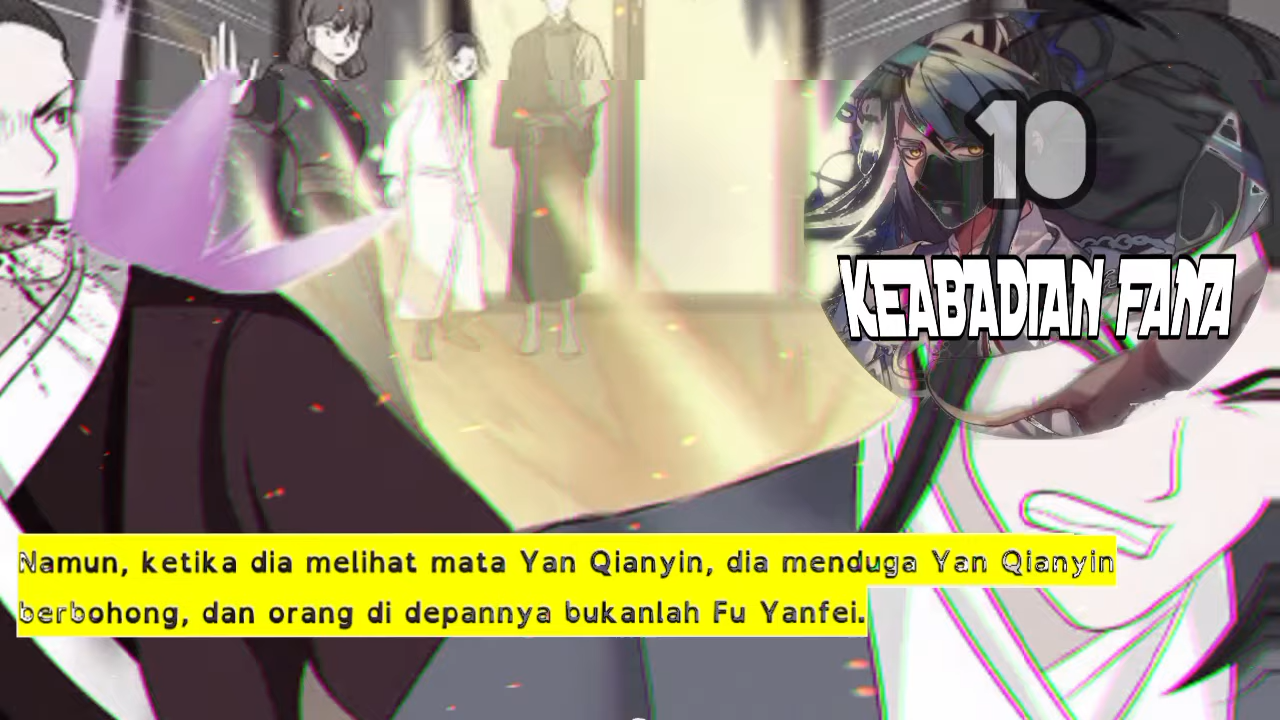 10
KEABADIAN FANA
Namun, ketika dia melihat mata Yan Qianyin, dia menduga Yan Qianyin
berbohong, dan orang di depannya bukanlah Fu Yanfei.